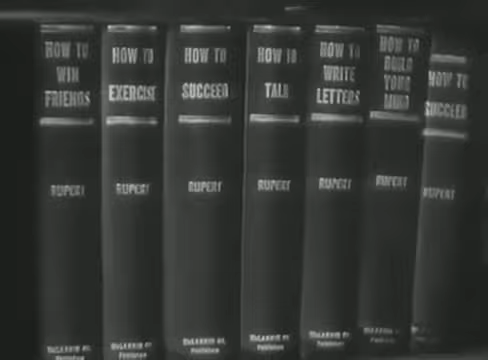 HOW TO
WIN
FRIENDS
RUPERT
HOW TO
EXERCISE
RUPERT
HOW TO
SUCCEED
RUPERT
HOW TO
TALK
RUPERT
HOW TO
WRITE
LETTERS
RUPERT
HOW TO
BUILD
YOUR
MIND
RUPERT
HOW TO
SUCCEED
RUPERT